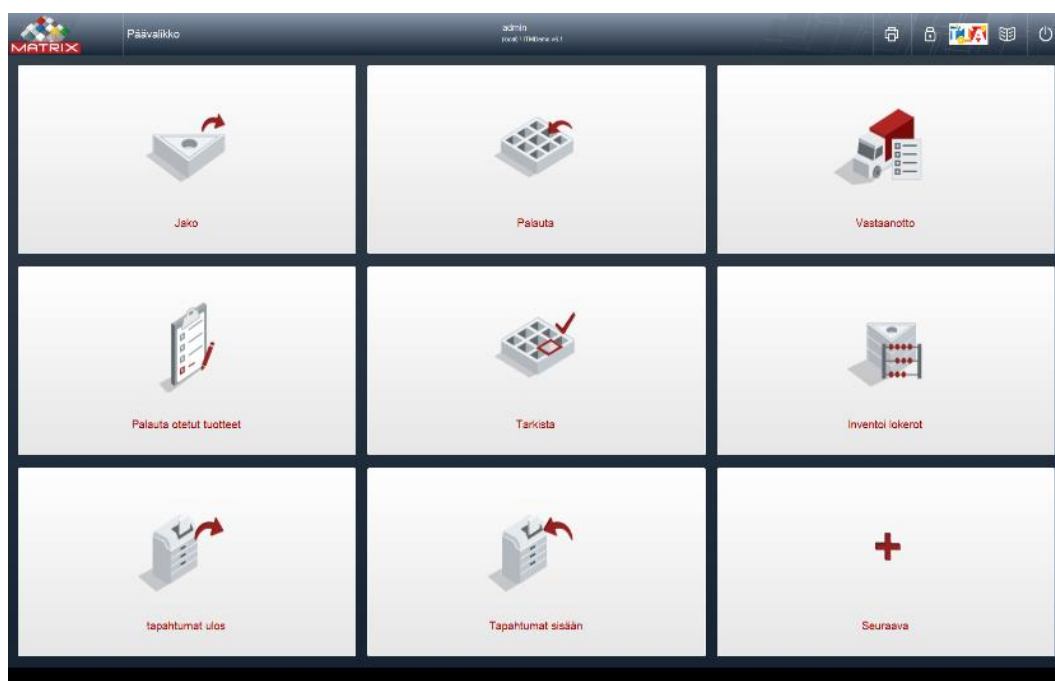 MATRIX
Päävalikko
admin
Jako
Palauta
Vastaanotto
Palauta otetut tuotteet
Tarkista
Inventoi lokerot
tapahtumat ulos
Tapahtumat sisään
Seuraava